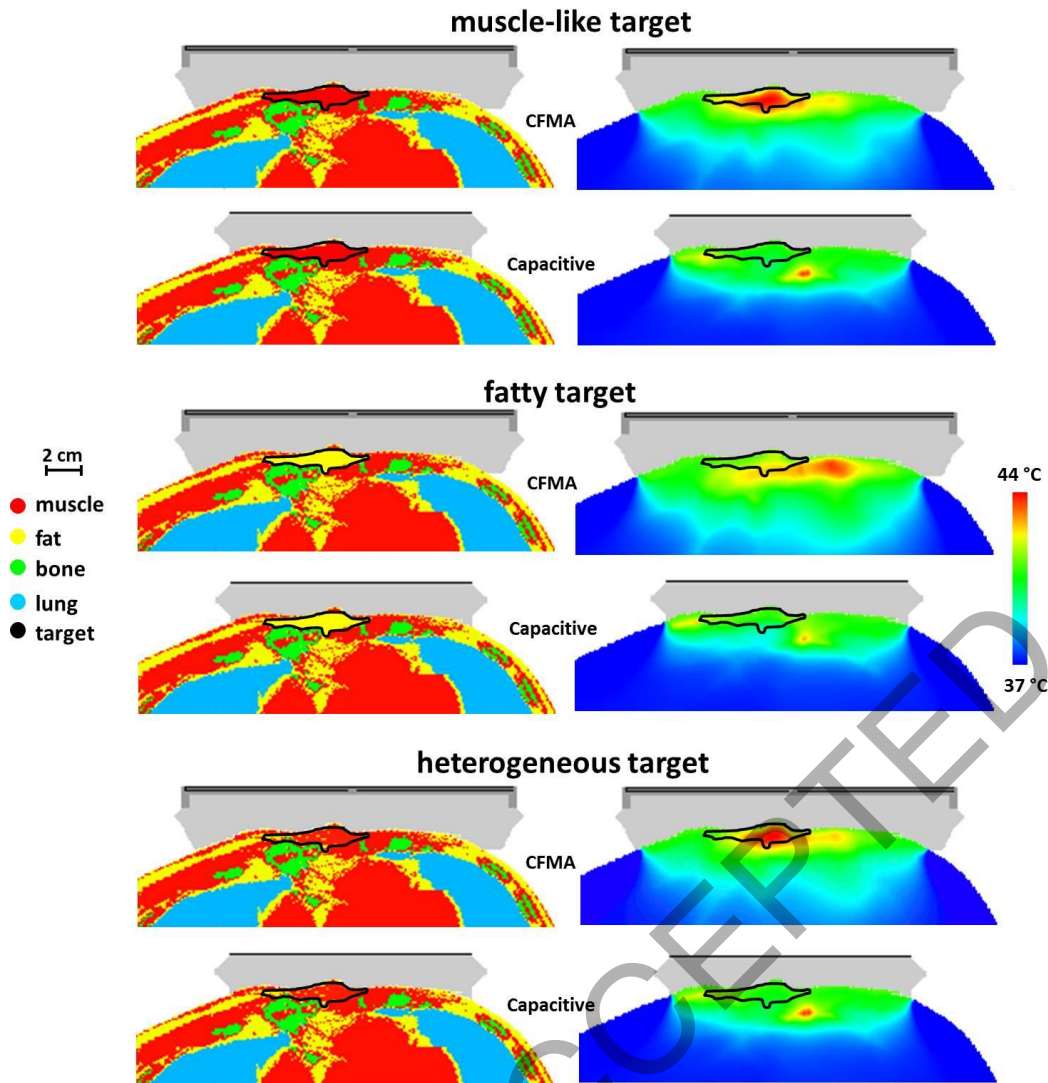 muscle-like target
CFMA
Capacitive
fatty target
CFMA
Capacitive
2 cm
muscle
fat
bone
lung
target
44 °C
37 °C
heterogeneous target
CFMA
Capacitive
CCEPTED